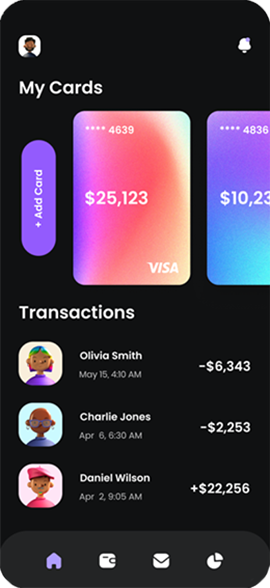 My Cards
+ Add Card
**** 4639
$25,123
VISA
**** 4836
$10,23
Transactions
Olivia Smith
May 15, 4:10 AM
-$6,343
Charlie Jones
Apr 6, 6:30 AM
-$2,253
Daniel Wilson
Apr 2, 9:05 AM
+$22,256